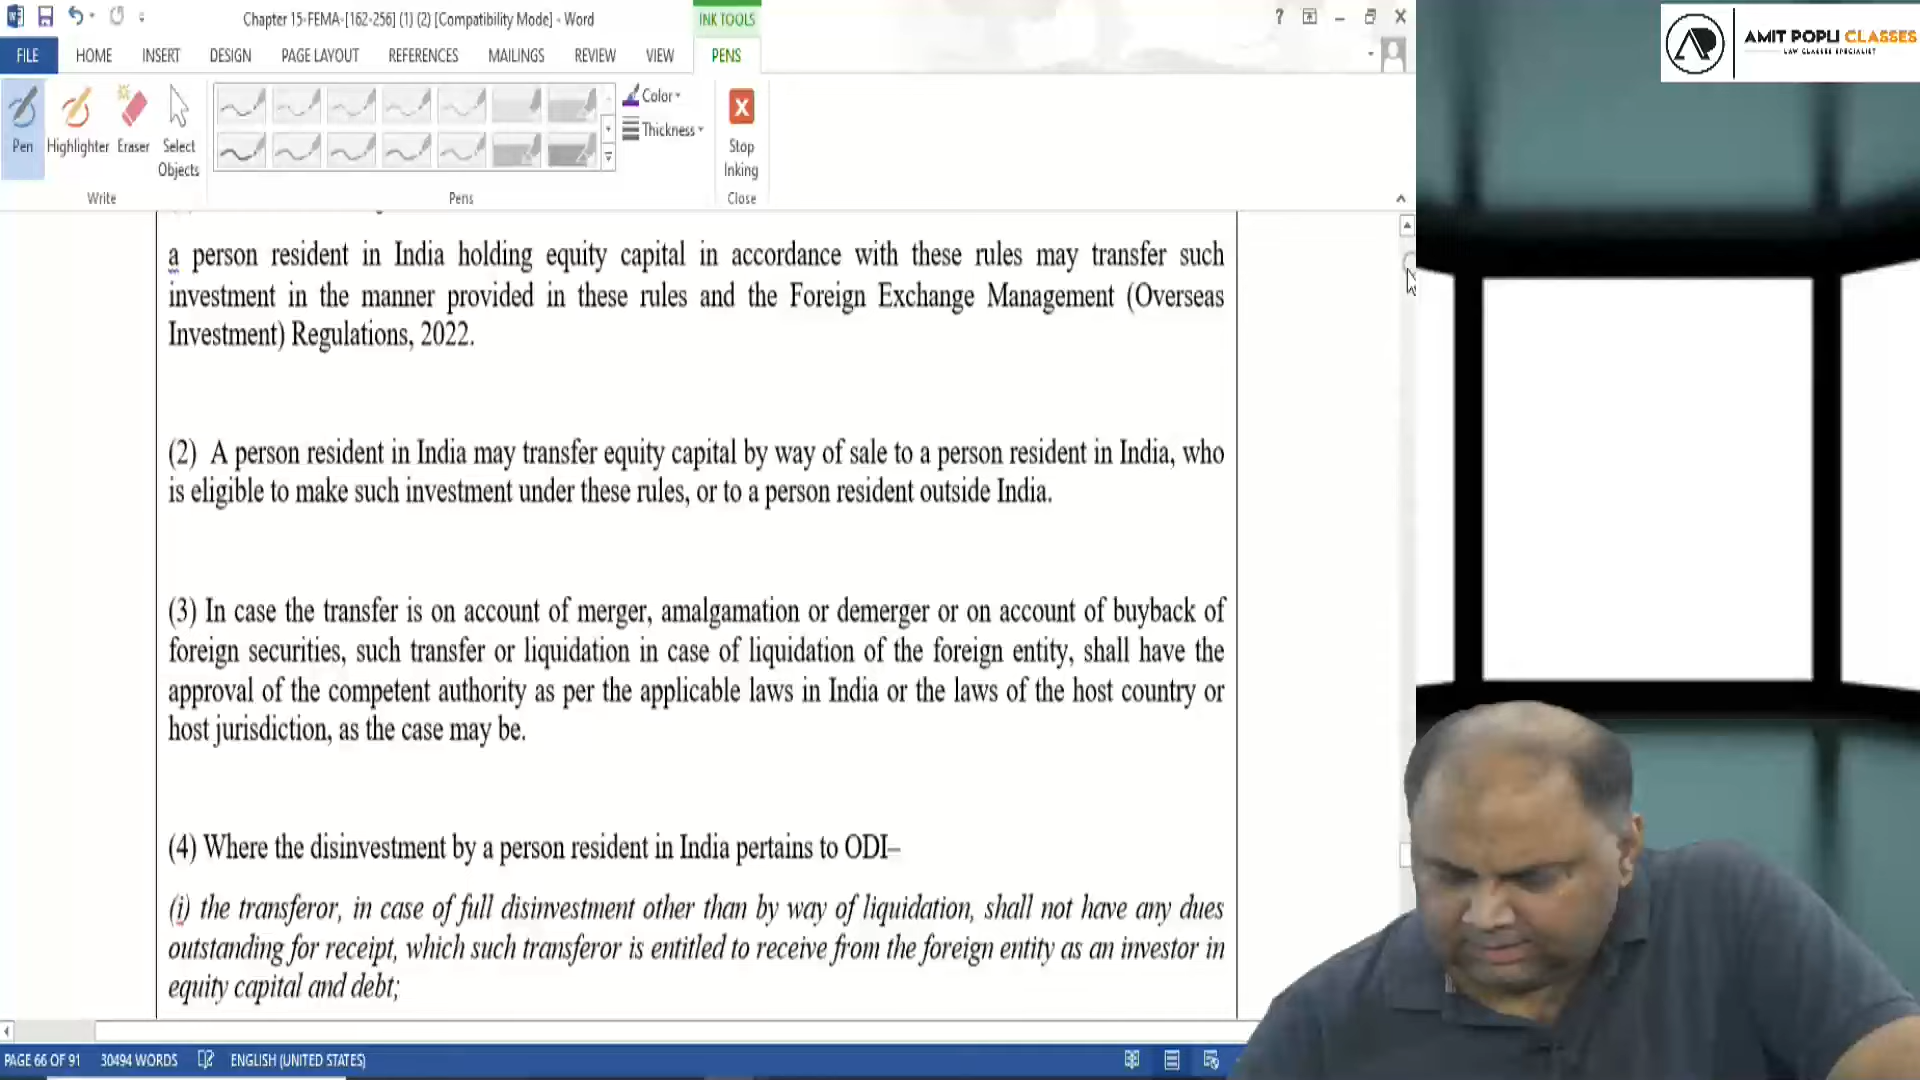 Chapter 15-FEMA-[162-256] (1) (2) [Compatibility Mode] - Word
INK TOOLS
?
FILE
HOME
INSERT
DESIGN
PAGE LAYOUT
REFERENCES
MAILINGS
REVIEW
VIEW
PENS
AMIT POPLI CLASSES
LAW CLASSES SPECIALIST
Pen
Highlighter
Eraser
Select
Objects
Color
Thickness
Stop
Inking
Write
Pens
Close
a person resident in India holding equity capital in accordance with these rules may transfer such
investment in the manner provided in these rules and the Foreign Exchange Management (Overseas
Investment) Regulations, 2022.
(2) A person resident in India may transfer equity capital by way of sale to a person resident in India, who
is eligible to make such investment under these rules, or to a person resident outside India.
(3) In case the transfer is on account of merger, amalgamation or demerger or on account of buyback of
foreign securities, such transfer or liquidation in case of liquidation of the foreign entity, shall have the
approval of the competent authority as per the applicable laws in India or the laws of the host country or
host jurisdiction, as the case may be.
(4) Where the disinvestment by a person resident in India pertains to ODI–
(i) the transferor, in case of full disinvestment other than by way of liquidation, shall not have any dues
outstanding for receipt, which such transferor is entitled to receive from the foreign entity as an investor in
equity capital and debt;
PAGE 66 OF 91
30494 WORDS
ENGLISH (UNITED STATES)